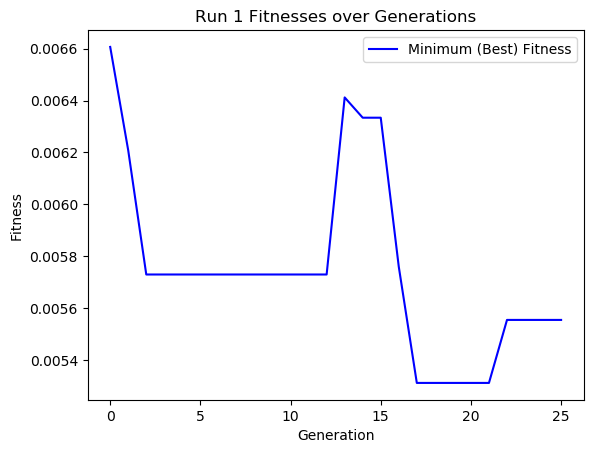 Run 1 Fitnesses over Generations
Minimum (Best) Fitness
0.0066
0.0064
0.0062
0.0060
0.0058
0.0056
0.0054
Fitness
0 5 10 15 20 25
Generation